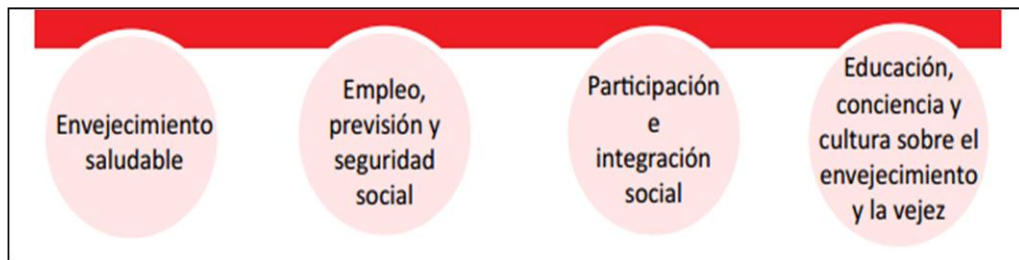 Envejecimiento
saludable
Empleo,
previsión y
seguridad
social
Participación
e
integración
social
Educación,
conciencia y
cultura sobre el
envejecimiento
y la vejez